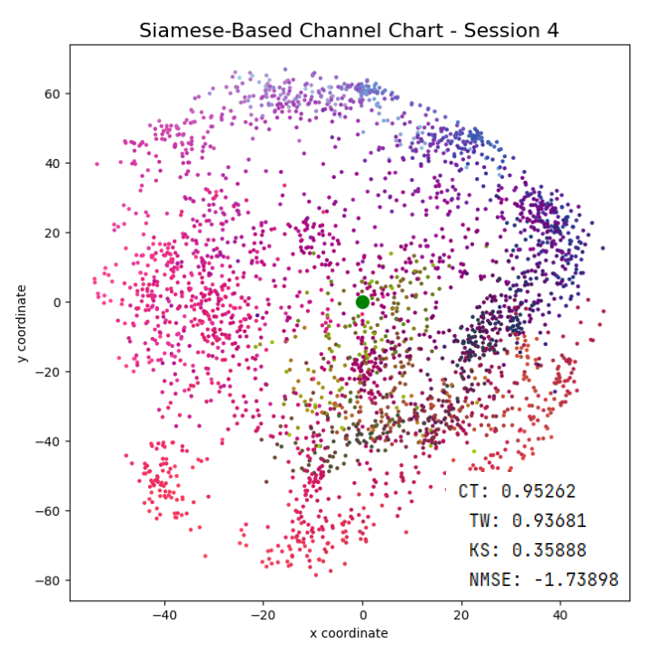 Siamese-Based Channel Chart - Session 4
60
40
20
0
−20
−40
−60
−80
y coordinate
CT: 0.95262
TW: 0.93681
KS: 0.35888
NMSE: -1.73898
−40 −20 0 20 40
x coordinate